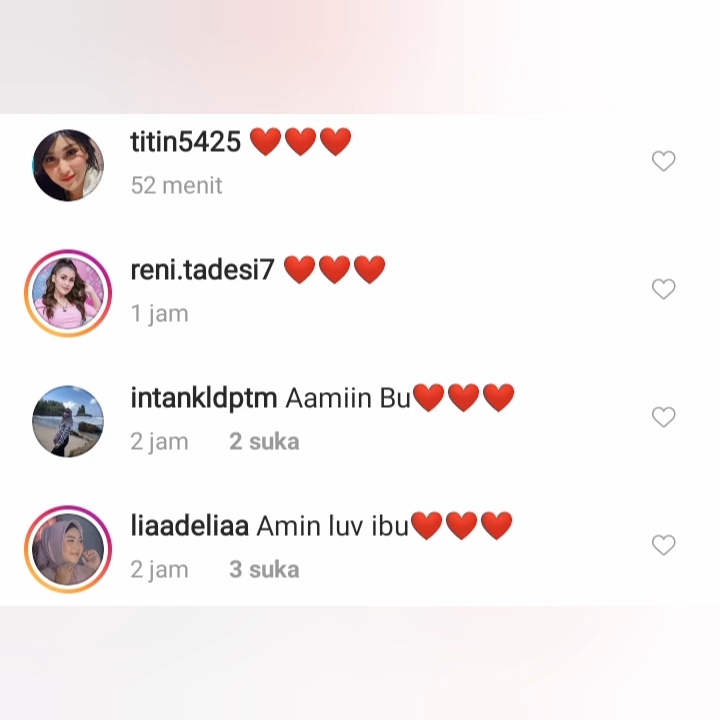 titin5425 ❤️❤️❤️
52 menit
reni.tadesi7 ❤️❤️❤️
1 jam
intankldptm Aamiin Bu❤️❤️❤️
2 jam 2 suka
liaadeliaa Amin luv ibu❤️❤️❤️
2 jam 3 suka